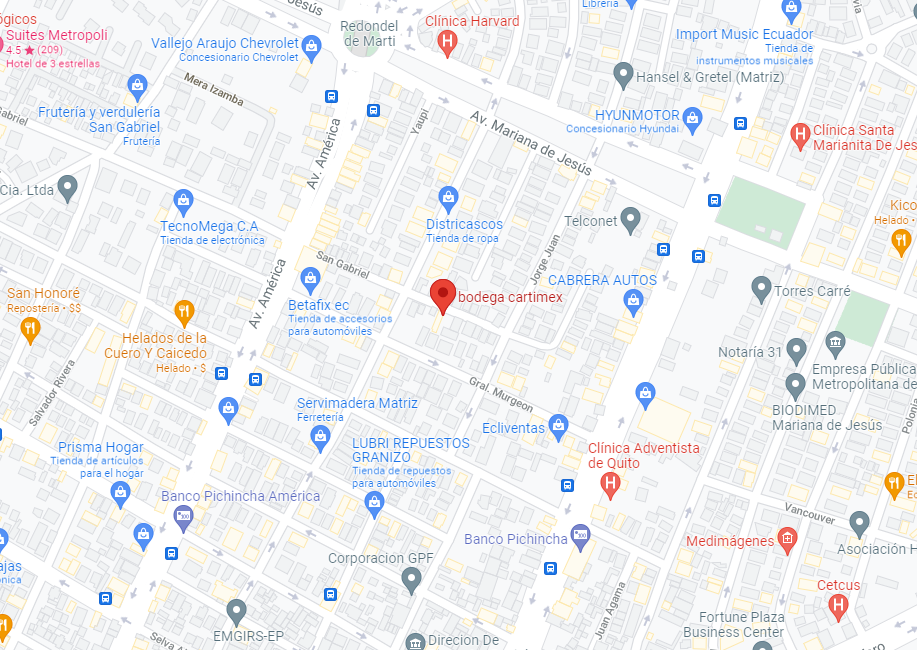 Jesús
Redondel
de Marti
Clínica Harvard
Librería
Import Music Ecuador
Tienda de
instrumentos musicales
Suites Metropoli
4.5 ★ (209)
Hotel de 3 estrellas
Vallejo Araujo Chevrolet
Concesionario Chevrolet
Mera Izamba
Hansel & Gretel (Matriz)
Frutería y verdulería
San Gabriel
Frutería
Yaupi
Av. Mariana de Jesús
HYUNMOTOR
Concesionario Hyundai
Clínica Santa
Marianita De Jes
Gabriel
Av. América
Cia. Ltda
TecnoMega C.A
Tienda de electrónica
Districascos
Tienda de ropa
Telconet
Kico
Helado
San Gabriel
Jorge Juan
CABRERA AUTOS
Torres Carré
Av. América
Betafix ec
Tienda de accesorios
para automóviles
bodega cartimex
San Honoré
Repostería • $$
Helados de la
Cuero Y Caicedo
Helado • $
Notaría 31
Empresa Pública
Metropolitana de
Salvador Rivera
Gral. Murgeon
BIODIMED
Mariana de Jesús
Polonia
Servimadera Matriz
Ferretería
Ecliventas
Prisma Hogar
Tienda de artículos
para el hogar
LUBRI REPUESTOS
GRANIZO
Tienda de repuestos
para automóviles
Clínica Adventista
de Quito
Banco Pichincha América
Vancouver
Banco Pichincha
Medimágenes
Asociación H
Corporacion GPF
Cetcus
Juan Agama
EMGIRS-EP
Fortune Plaza
Business Center
Selva A
Direcion De